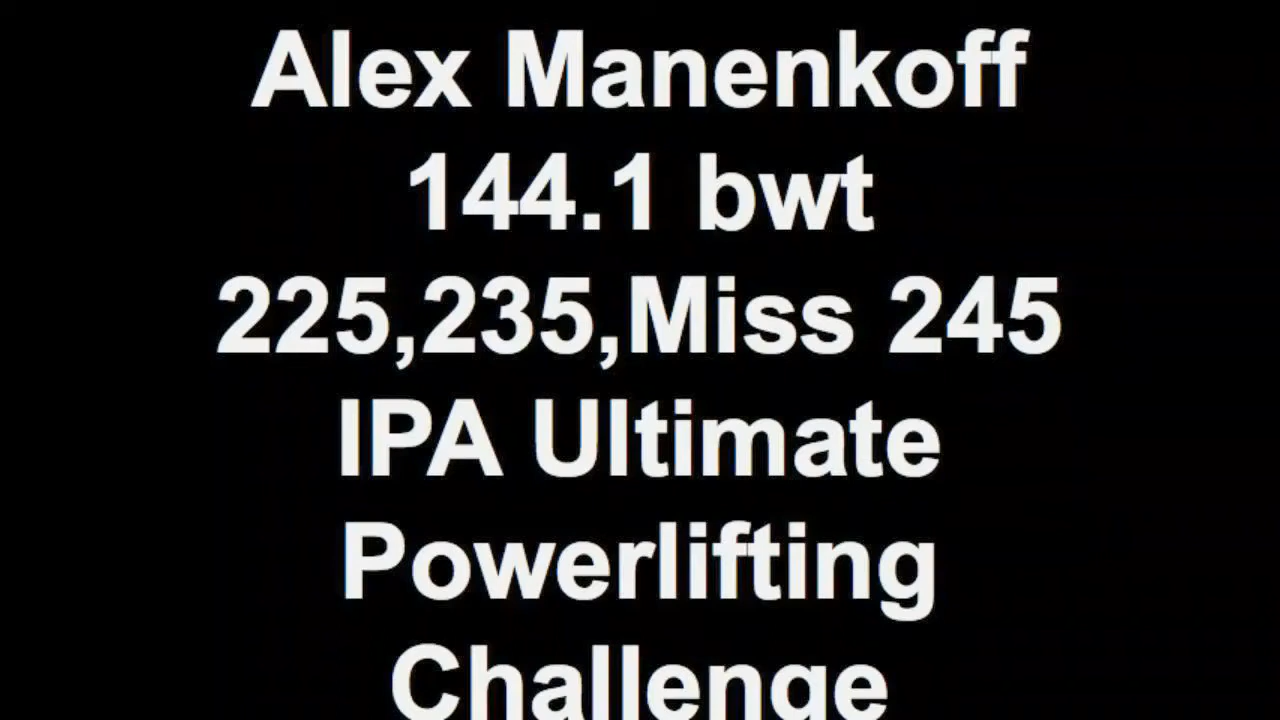 Alex Manenkoff
144.1 bwt
225,235,Miss 245
IPA Ultimate
Powerlifting
Challenge